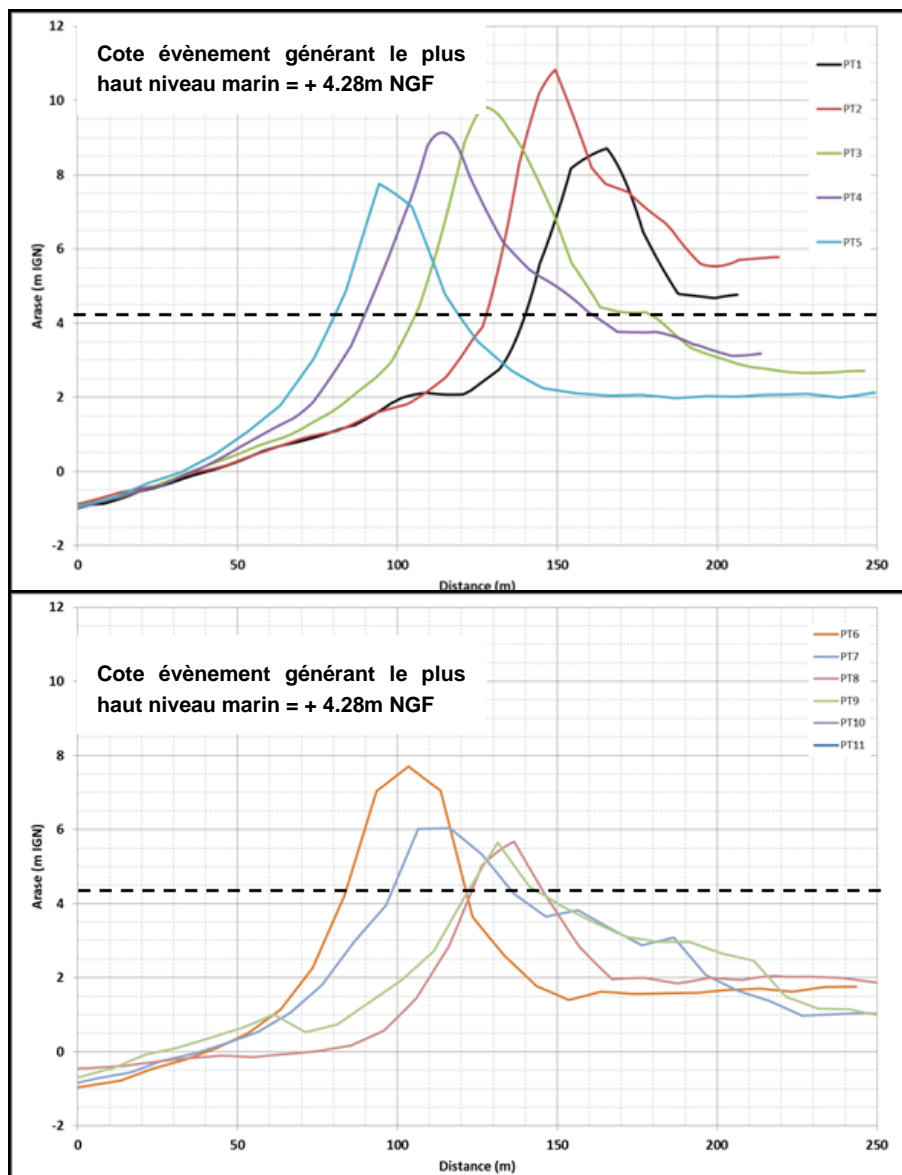 12
10
8
6
4
2
0
-2
Arase (m IGN)
Cote évènement générant le plus
haut niveau marin = + 4.28m NGF
PT1
PT2
PT3
PT4
PT5
0 50 100 150 200 250
Distance (m)
12
10
8
6
4
2
0
-2
Arase (m IGN)
Cote évènement générant le plus
haut niveau marin = + 4.28m NGF
PT6
PT7
PT8
PT9
PT10
PT11
0 50 100 150 200 250
Distance (m)